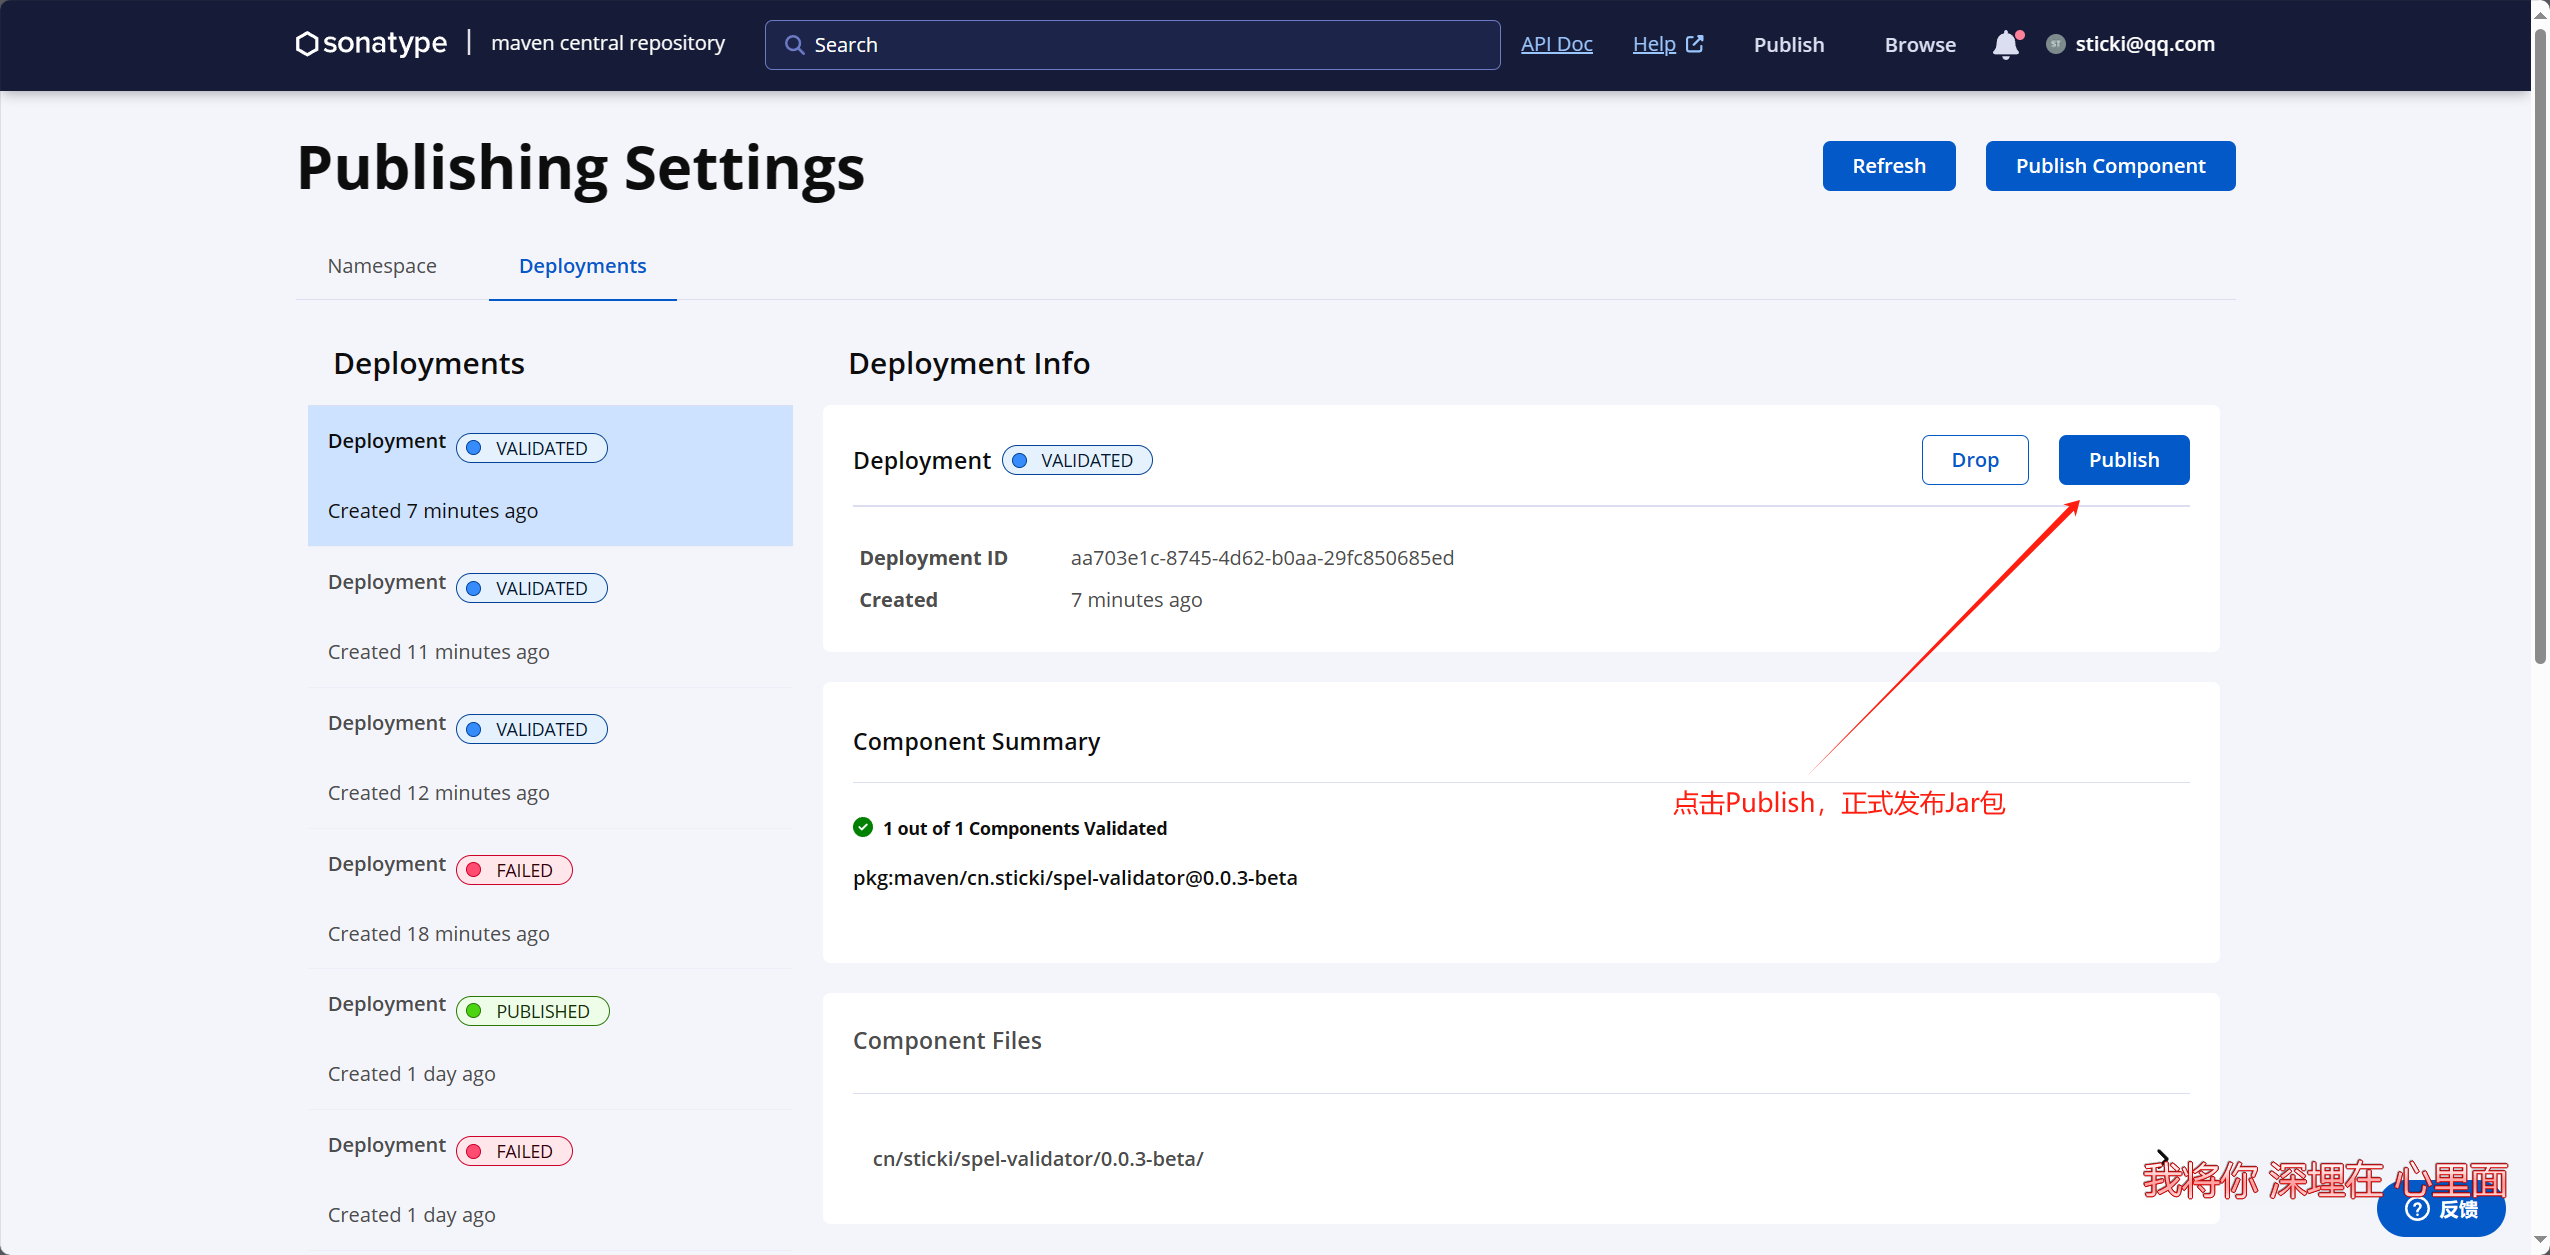 sonatype | maven central repository
Search
API Doc
Help
Publish
Browse
ST
sticki@qq.com
Publishing Settings
Refresh
Publish Component
Namespace
Deployments
Deployments
Deployment VALIDATED
Created 7 minutes ago
Deployment VALIDATED
Created 11 minutes ago
Deployment VALIDATED
Created 12 minutes ago
Deployment FAILED
Created 18 minutes ago
Deployment PUBLISHED
Created 1 day ago
Deployment FAILED
Created 1 day ago
Deployment Info
Deployment VALIDATED
Drop
Publish
Deployment ID aa703e1c-8745-4d62-b0aa-29fc850685ed
Created 7 minutes ago
Component Summary
点击Publish，正式发布Jar包
1 out of 1 Components Validated
pkg:maven/cn.sticki/spel-validator@0.0.3-beta
Component Files
cn/sticki/spel-validator/0.0.3-beta/
我将你 深埋在 心里面
反馈